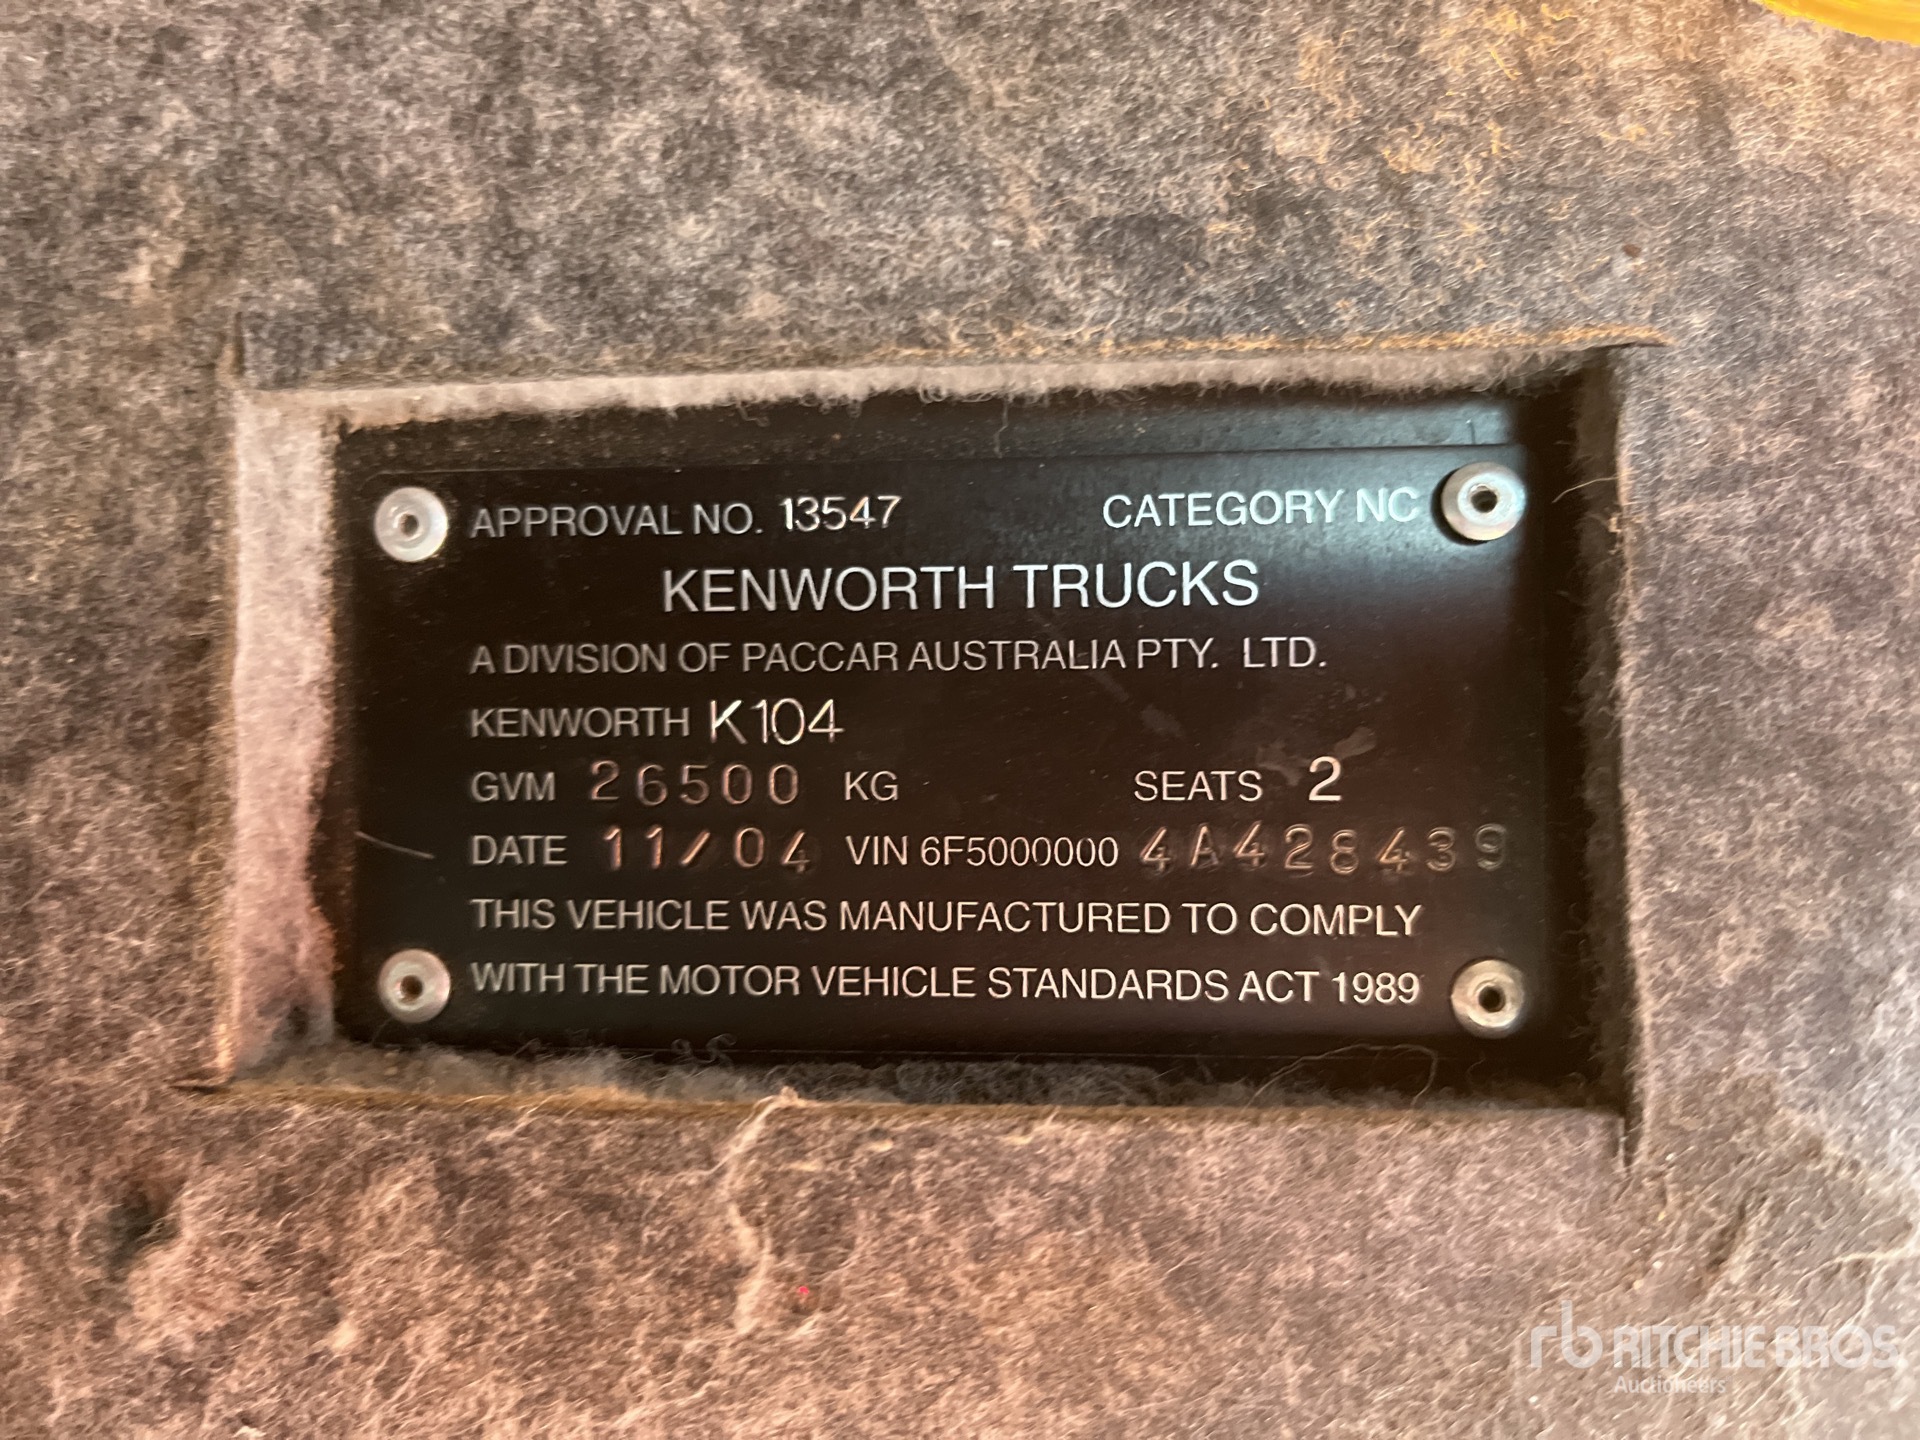 APPROVAL NO. 13547 CATEGORY NC
KENWORTH TRUCKS
A DIVISION OF PACCAR AUSTRALIA PTY. LTD.
KENWORTH K104
GVM 26500 KG SEATS 2
DATE 11/04 VIN 6F5000000 4A428439
THIS VEHICLE WAS MANUFACTURED TO COMPLY
WITH THE MOTOR VEHICLE STANDARDS ACT 1989
rb RITCHIE BROS.
Auctioneers